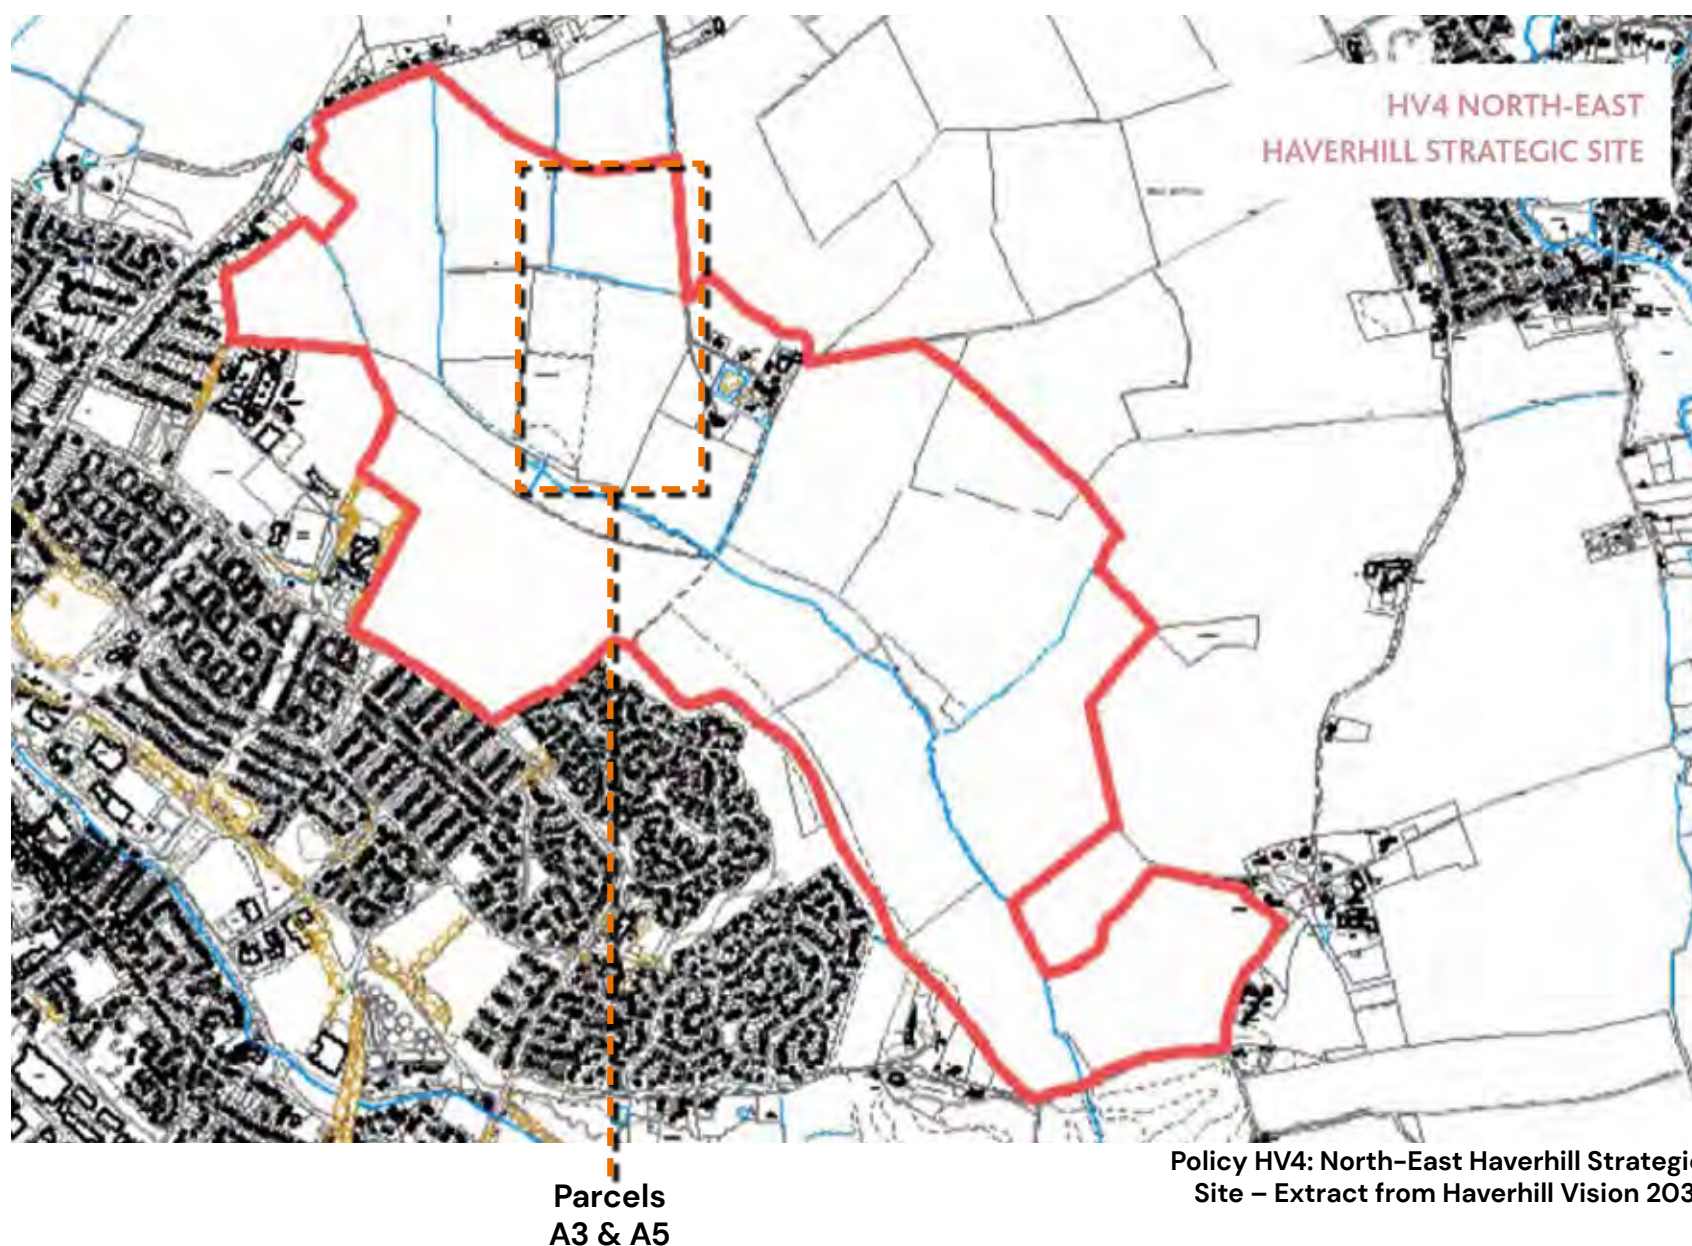 HV4 NORTH-EAST
HAVERHILL STRATEGIC SITE
Policy HV4: North-East Haverhill Strategic
Site – Extract from Haverhill Vision 203
Parcels
A3 & A5